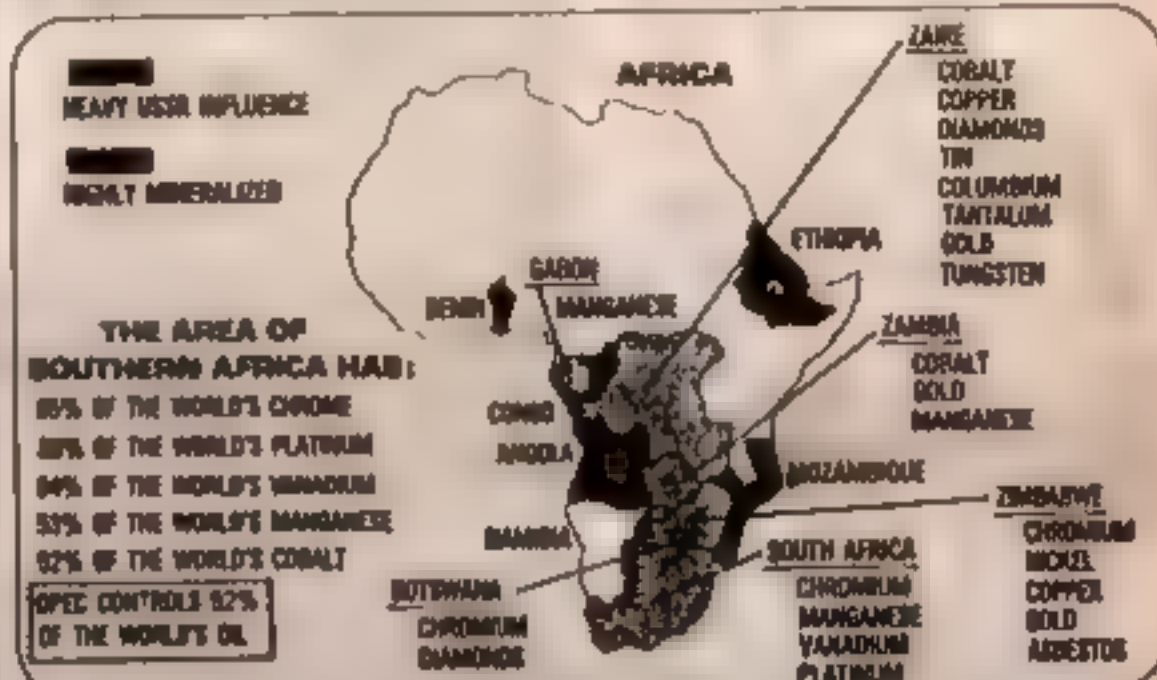 AFRICA
HEAVY USSR INFLUENCE
HIGHLY MINERALIZED
ZAIRE
COBALT
COPPER
DIAMONDS
TIN
COLUMBIUM
TANTALUM
GOLD
TUNGSTEN
ETHIOPIA
GABON
MANGANESE
BENIN
ZAMBIA
COBALT
GOLD
MANGANESE
THE AREA OF
SOUTHERN AFRICA HAS:
% OF THE WORLD'S CHROME
% OF THE WORLD'S PLATINUM
% OF THE WORLD'S VANADIUM
53% OF THE WORLD'S MANGANESE
52% OF THE WORLD'S COBALT
OPEC CONTROLS 52%
OF THE WORLD'S OIL
CONGO
ANGOLA
NAMIBIA
MOZAMBIQUE
ZIMBABWE
CHROMIUM
NICKEL
COPPER
GOLD
ASBESTOS
BOTSWANA
CHROMIUM
DIAMONDS
SOUTH AFRICA
CHROMIUM
MANGANESE
VANADIUM
PLATINUM